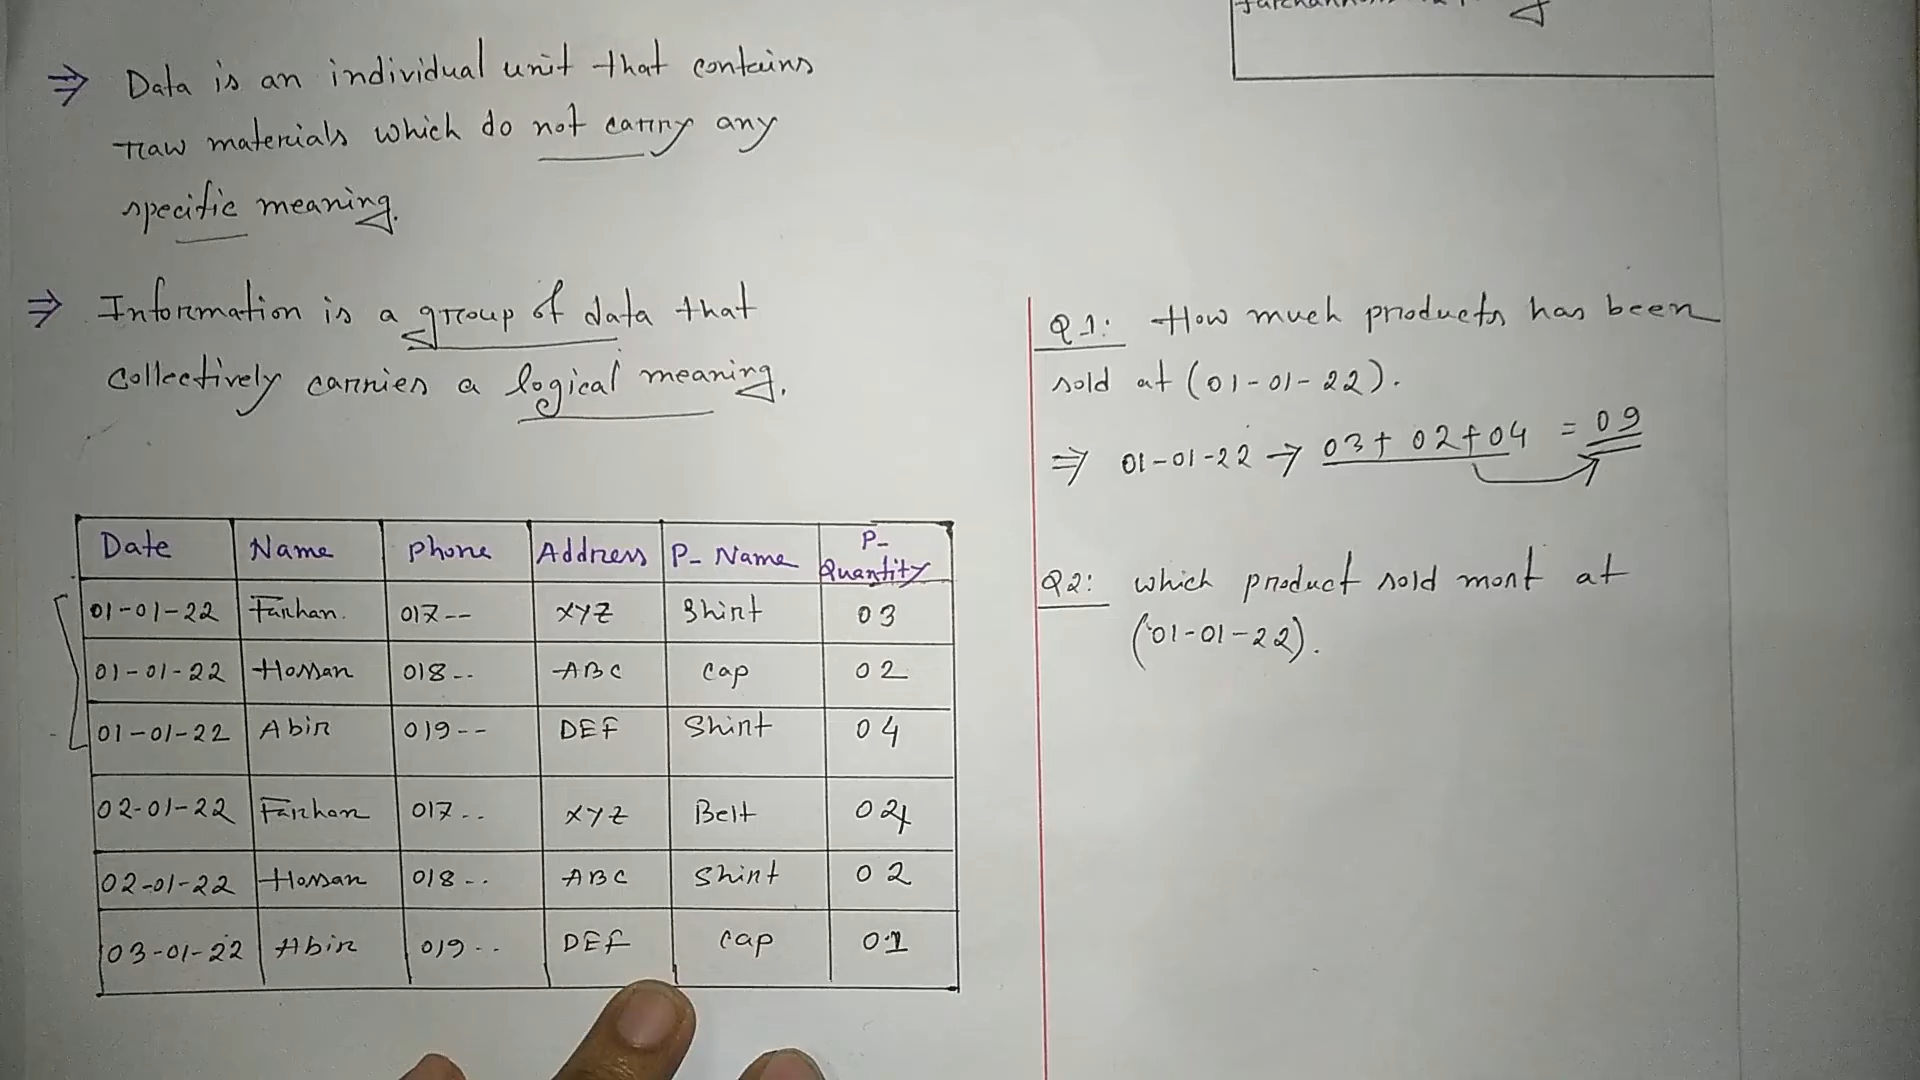 ⇒ Data is an individual unit that contains
raw materials which do not carry any
specific meaning.
⇒ Information is a group of data that
collectively carries a logical meaning.
Date Name Phone Address P- Name P- Quantity
01-01-22 Farhan. 017-- XYZ Shirt 03
01-01-22 Hossan 018-- ABC Cap 02
01-01-22 Abir 019-- DEF Shirt 04
02-01-22 Farhan 017.. XYZ Belt
02-01-22 Hossan 018.. ABC Shirt 02
03-01-22 Abir 019.. DEF Cap 01
Q1: How much products has been
sold at (01-01-22).
⇒ 01-01-22 → 03+02+04 = 09
Q2: which product sold most at
(01-01-22).